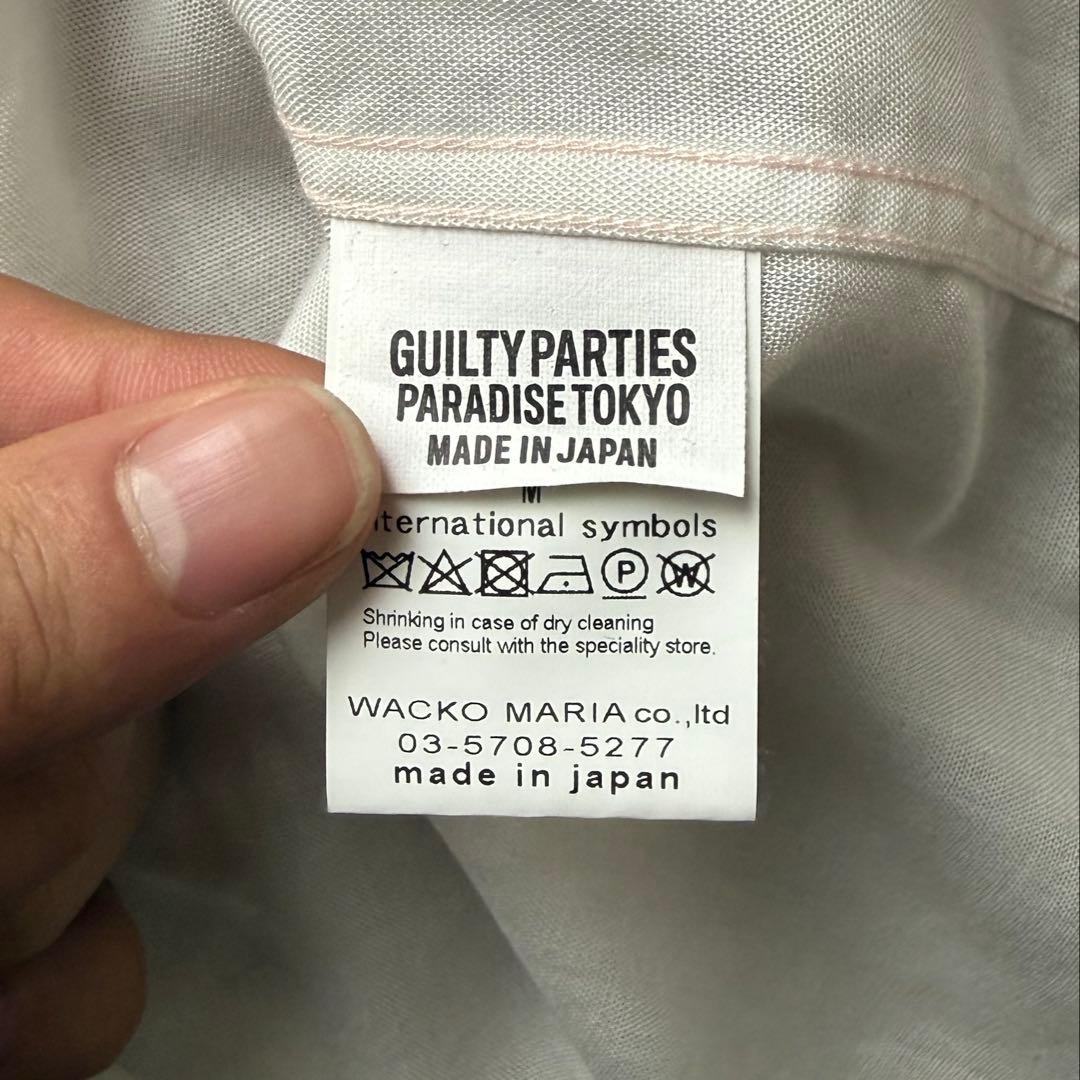 GUILTY PARTIES
PARADISE TOKYO
MADE IN JAPAN
M
nternational symbols
P W
Shrinking in case of dry cleaning
Please consult with the speciality store.
WACKO MARIA co.,ltd
03-5708-5277
made in japan